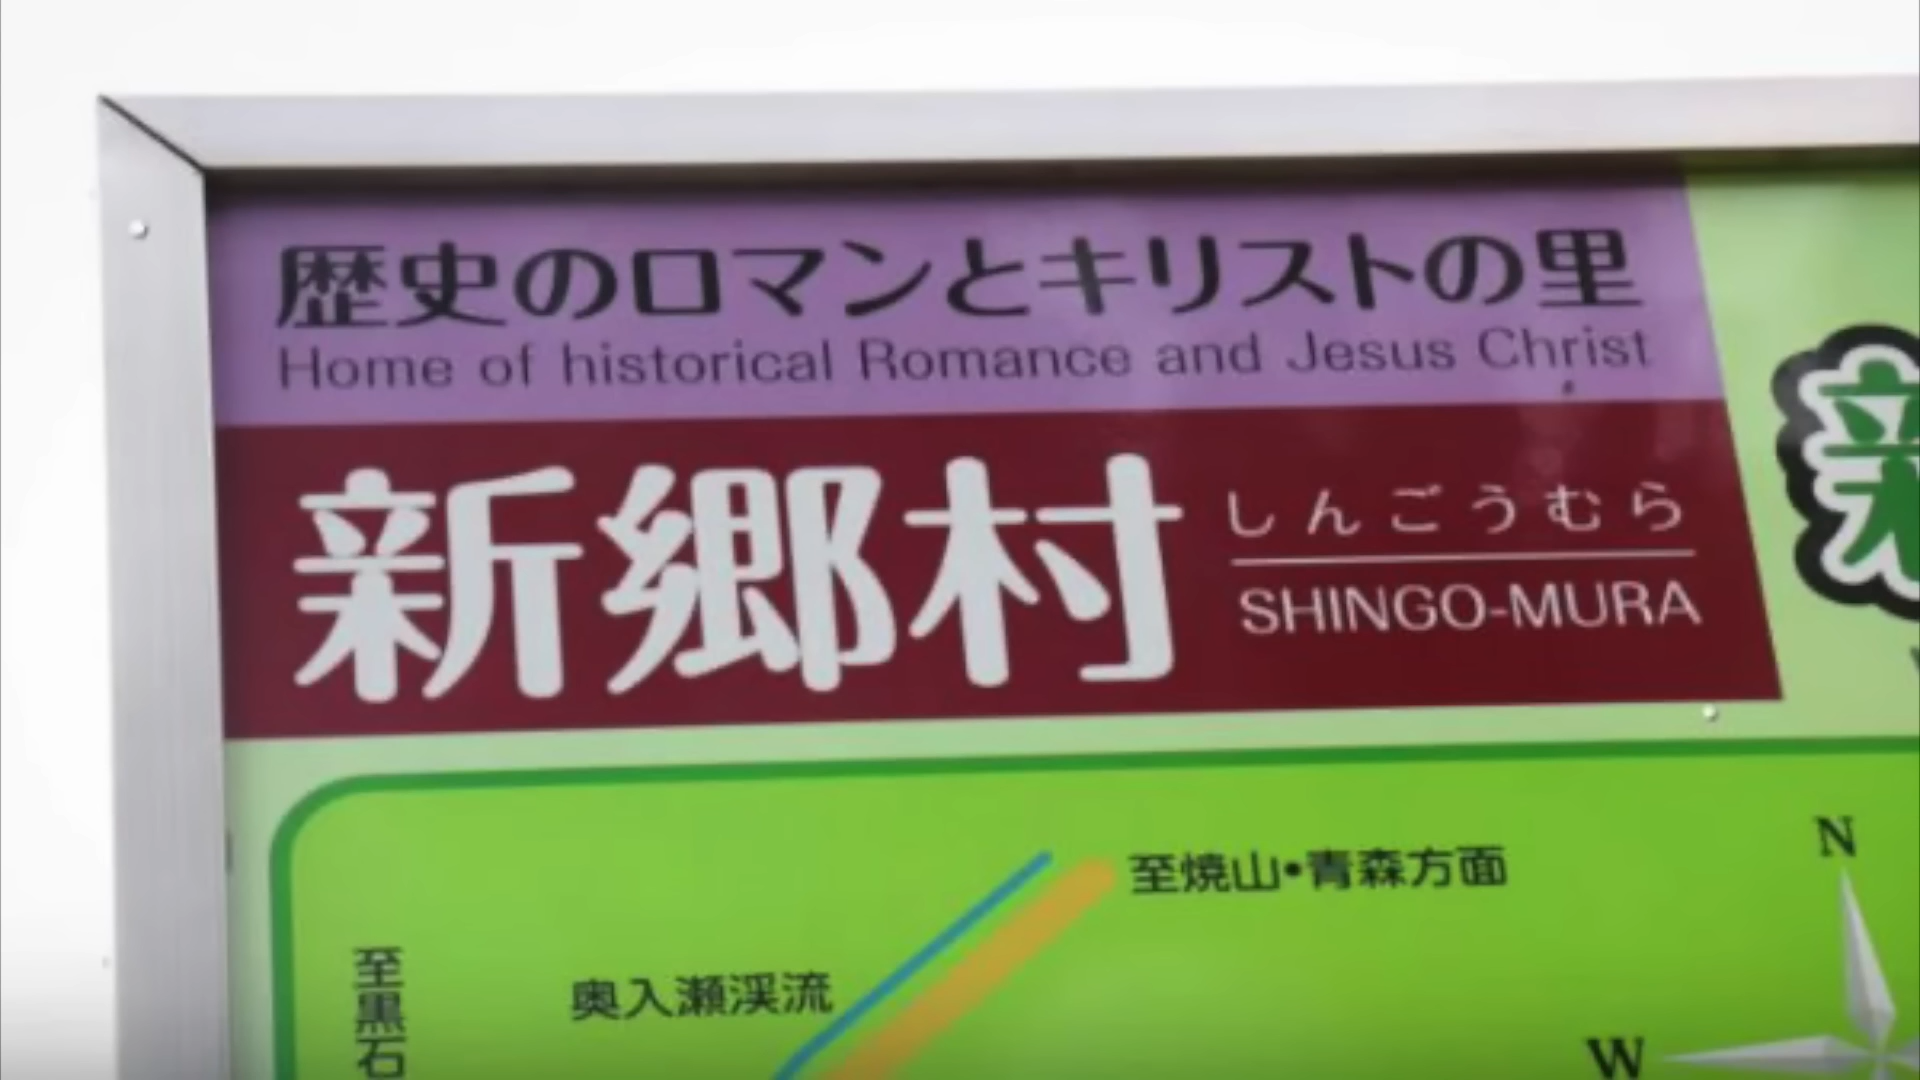 歴史のロマンとキリストの里
Home of historical Romance and Jesus Christ
新郷村
しんごうむら
SHINGO-MURA
至焼山・青森方面
奥入瀬渓流
至黒石
N
W